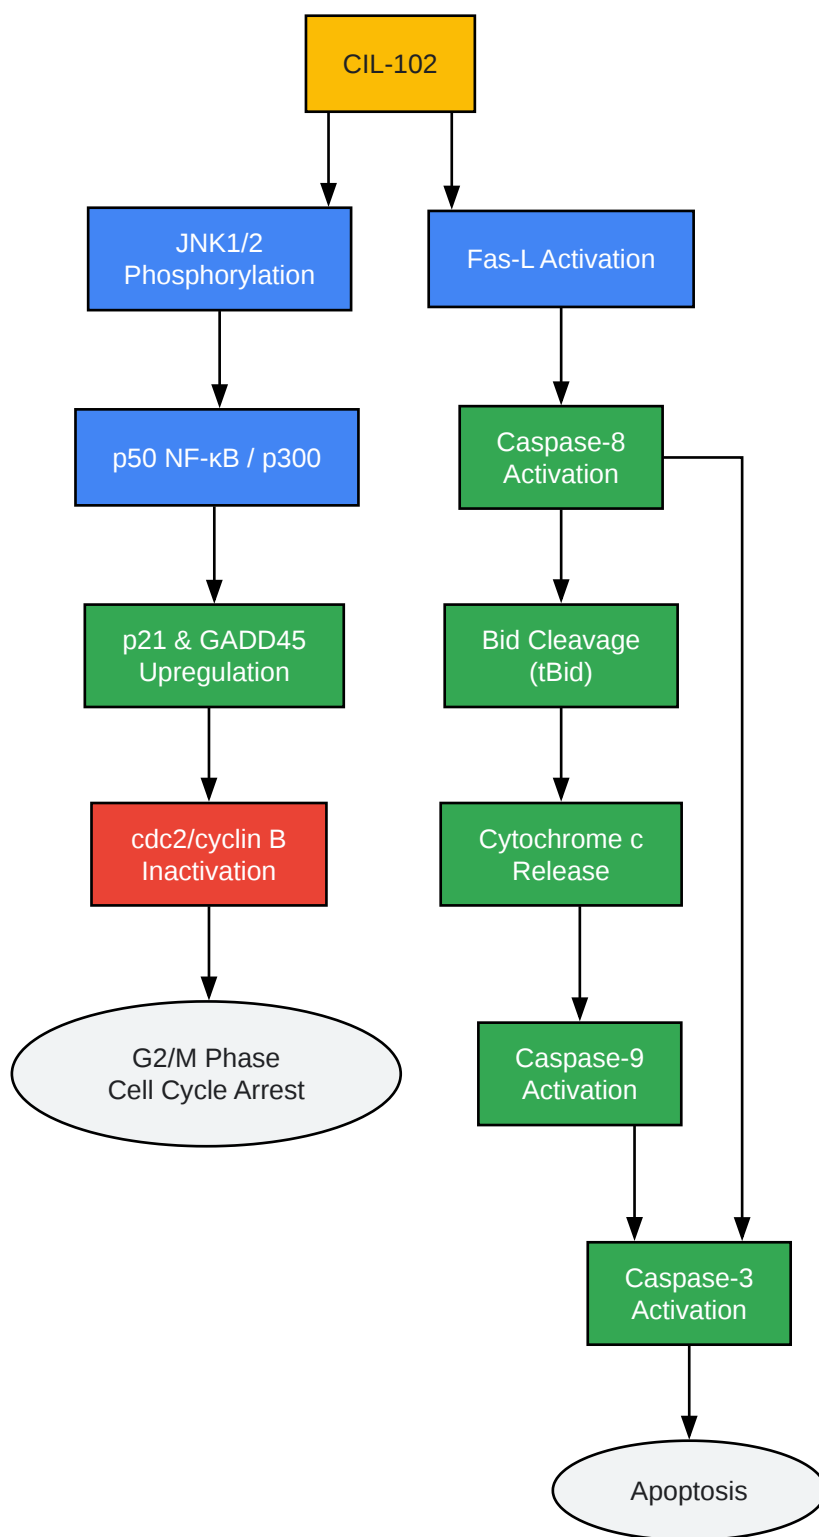 CIL-102
JNK1/2
Phosphorylation
Fas-L Activation
p50 NF-κB / p300
Caspase-8
Activation
p21 & GADD45
Upregulation
Bid Cleavage
(tBid)
cdc2/cyclin B
Inactivation
Cytochrome c
Release
G2/M Phase
Cell Cycle Arrest
Caspase-9
Activation
Caspase-3
Activation
Apoptosis